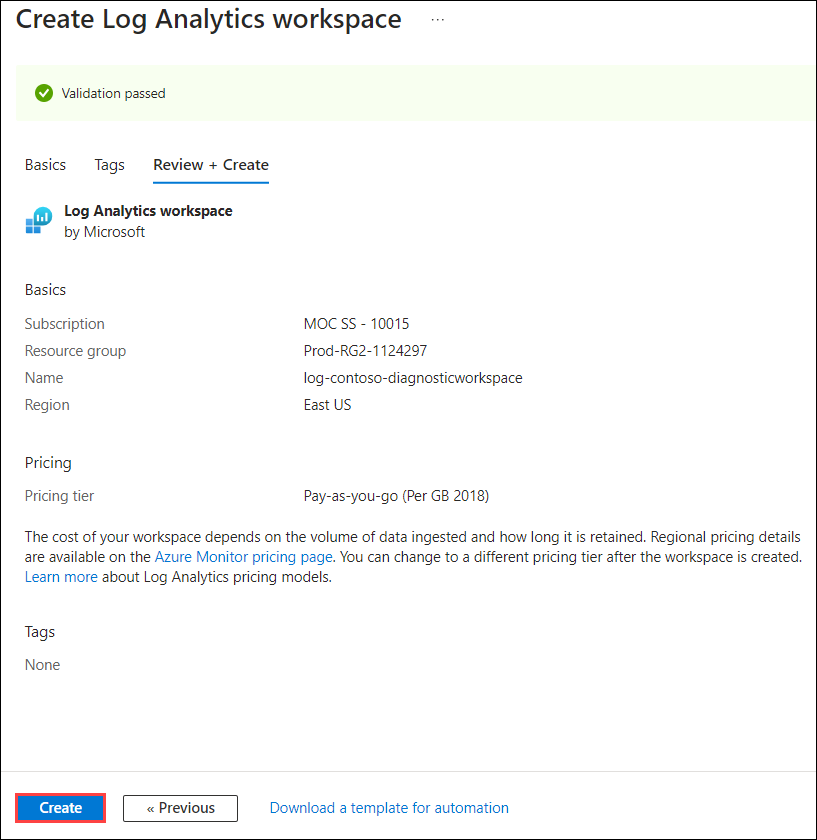 Create Log Analytics workspace ...
Validation passed
Basics Tags Review + Create
Log Analytics workspace
by Microsoft
Basics
Subscription MOC SS - 10015
Resource group Prod-RG2-1124297
Name log-contoso-diagnosticworkspace
Region East US
Pricing
Pricing tier Pay-as-you-go (Per GB 2018)
The cost of your workspace depends on the volume of data ingested and how long it is retained. Regional pricing details
are available on the Azure Monitor pricing page. You can change to a different pricing tier after the workspace is created.
Learn more about Log Analytics pricing models.
Tags
None
Create « Previous Download a template for automation